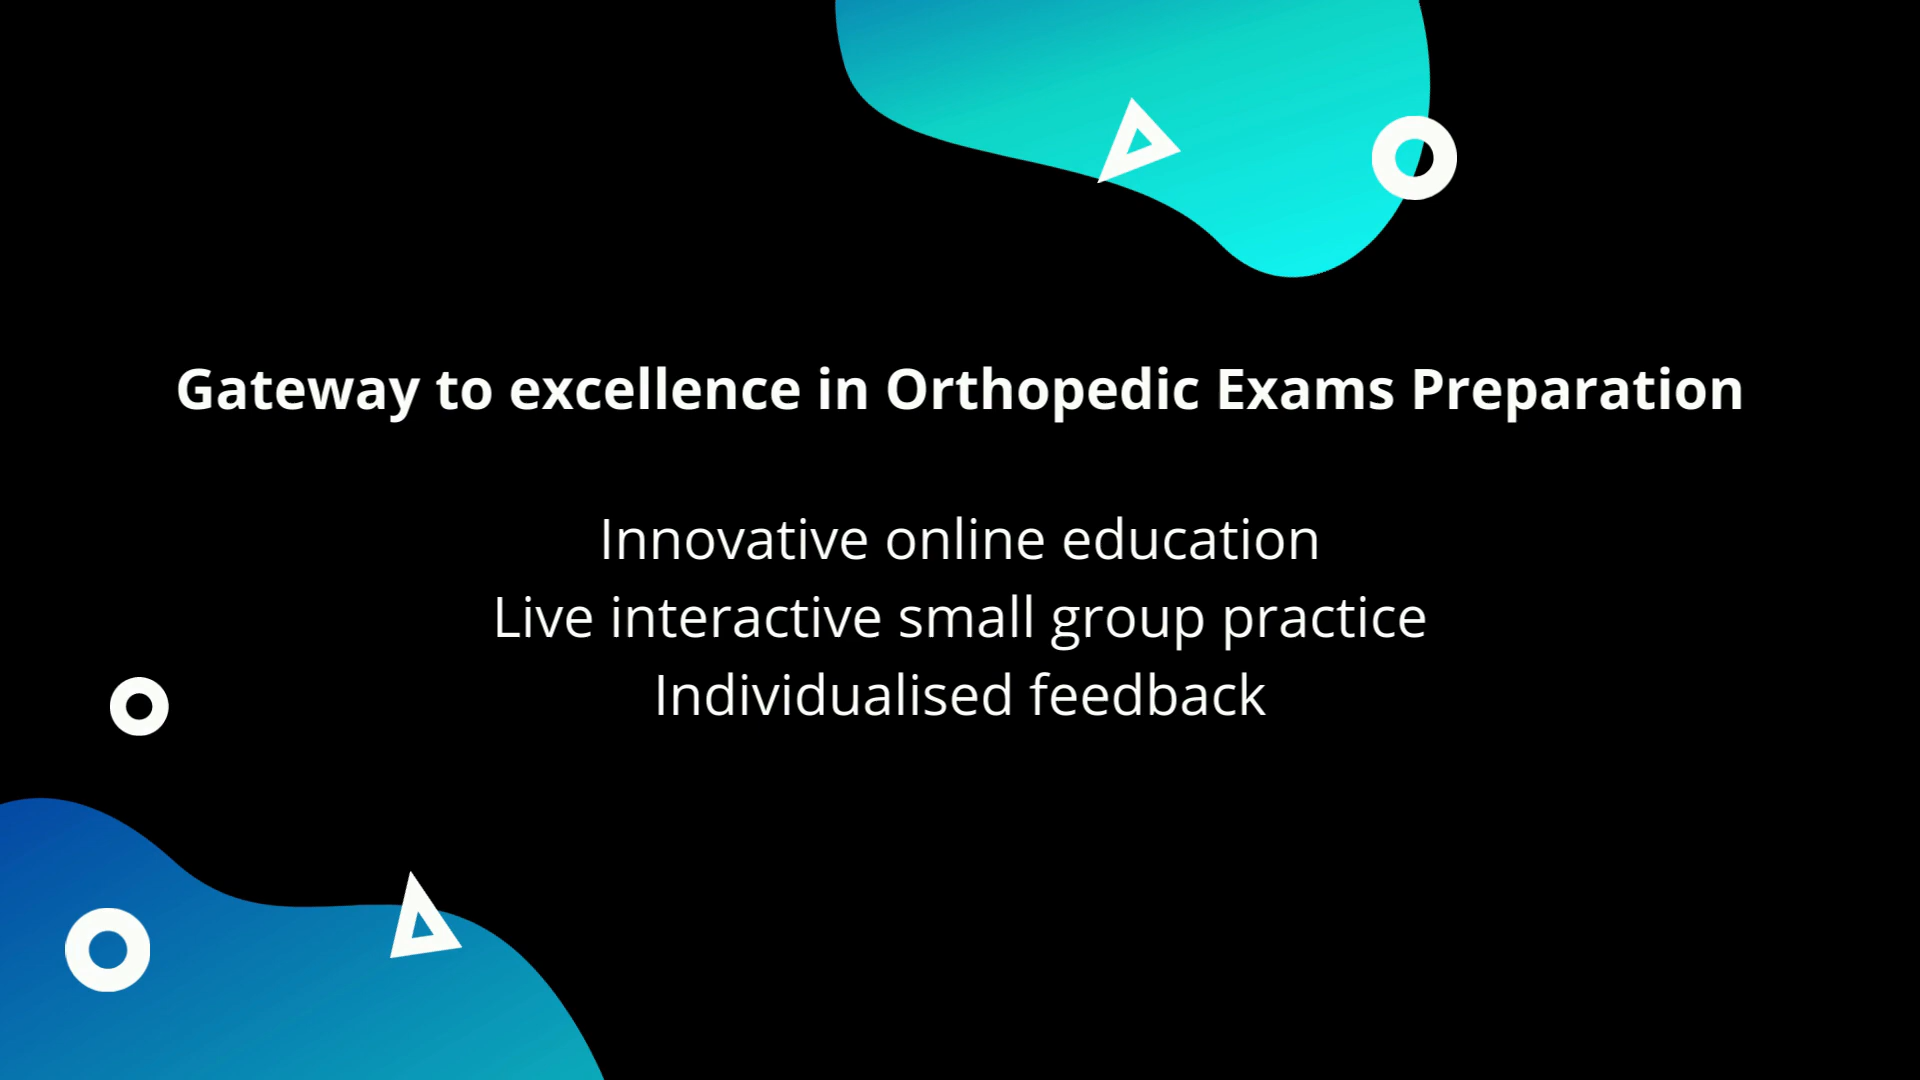 Gateway to excellence in Orthopedic Exams Preparation
Innovative online education
Live interactive small group practice
Individualised feedback